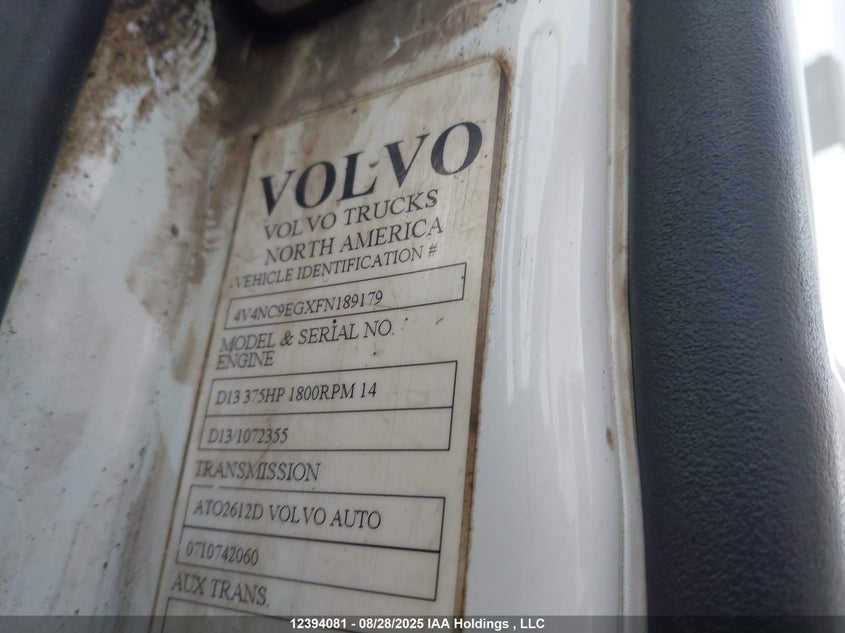 VOLVO
VOLVO TRUCKS
NORTH AMERICA
VEHICLE IDENTIFICATION #
4V4NC9EGXFN189179
MODEL & SERIAL NO.
ENGINE
D13 375HP 1800RPM 14
D13/1072355
TRANSMISSION
ATO2612D VOLVO AUTO
0710742060
AUX TRANS.
12394081 - 08/28/2025 IAA Holdings , LLC